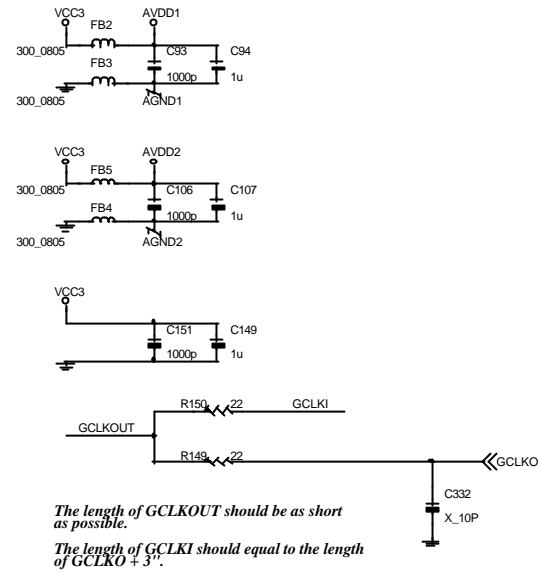 VCC3 AVDD1
FB2
300_0805 C93 C94
FB3
1000p 1u
300_0805 AGND1
VCC3 AVDD2
FB5
300_0805 C106 C107
FB4
1000p 1u
300_0805 AGND2
VCC3
C151 C149
1000p 1u
R150 22 GCLKI
GCLKOUT
R149 22 GCLKO
C332
X_10P
The length of GCLKOUT should be as short
as possible.
The length of GCLKI should equal to the length
of GCLKO + 3".